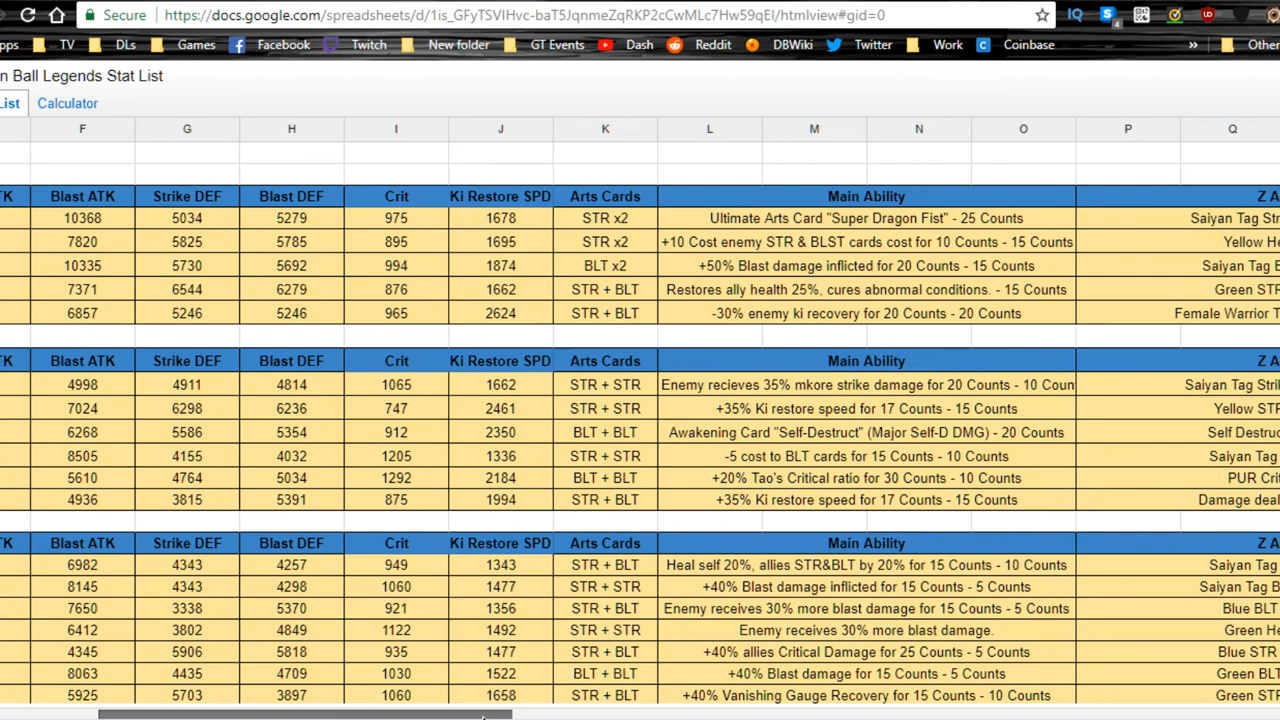 Secure https://docs.google.com/spreadsheets/d/1is_GFyTSVIHvc-baT5JqnmeZqRKP2cCwMLc7Hw59qEI/htmlview#gid=0
pps TV DLs Games Facebook Twitch New folder GT Events Dash Reddit DBWiki Twitter Work Coinbase » Other
n Ball Legends Stat List
List Calculator
F G H I J K L M N O P Q
TK Blast ATK Strike DEF Blast DEF Crit Ki Restore SPD Arts Cards Main Ability Z A
10368 5034 5279 975 1678 STR x2 Ultimate Arts Card "Super Dragon Fist" - 25 Counts Saiyan Tag Str
7820 5825 5785 895 1695 STR x2 +10 Cost enemy STR & BLST cards cost for 10 Counts - 15 Counts Yellow He
10335 5730 5692 994 1874 BLT x2 +50% Blast damage inflicted for 20 Counts - 15 Counts Saiyan Tag B
7371 6544 6279 876 1662 STR + BLT Restores ally health 25%, cures abnormal conditions. - 15 Counts Green STR
6857 5246 5246 965 2624 STR + BLT -30% enemy ki recovery for 20 Counts - 20 Counts Female Warrior T
TK Blast ATK Strike DEF Blast DEF Crit Ki Restore SPD Arts Cards Main Ability Z A
4998 4911 4814 1065 1662 STR + STR Enemy recieves 35% mkore strike damage for 20 Counts - 10 Coun Saiyan Tag Strik
7024 6298 6236 747 2461 STR + STR +35% Ki restore speed for 17 Counts - 15 Counts Yellow STR
6268 5586 5354 912 2350 BLT + BLT Awakening Card "Self-Destruct" (Major Self-D DMG) - 20 Counts Self Destruc
8505 4155 4032 1205 1336 STR + BLT -5 cost to BLT cards for 15 Counts - 10 Counts Saiyan Tag
5610 4764 5034 1292 2184 BLT + BLT +20% Tao's Critical ratio for 30 Counts - 10 Counts PUR Crit
4936 3815 5391 875 1994 STR + BLT +35% Ki restore speed for 17 Counts - 15 Counts Damage deal
TK Blast ATK Strike DEF Blast DEF Crit Ki Restore SPD Arts Cards Main Ability Z A
6982 4343 4257 949 1343 STR + BLT Heal self 20%, allies STR&BLT by 20% for 15 Counts - 10 Counts Saiyan Tag
8145 4343 4298 1060 1477 STR + BLT +40% Blast damage inflicted for 15 Counts - 5 Counts Saiyan Tag B
7650 3338 5370 921 1356 STR + BLT Enemy receives 30% more blast damage for 15 Counts - 5 Counts Blue BLT
6412 3802 4849 1122 1492 STR + STR Enemy receives 30% more blast damage. Green He
4345 5906 5818 935 1477 STR + BLT +40% allies Critical Damage for 25 Counts - 5 Counts Blue STR
8063 4435 4709 1030 1522 BLT + BLT +40% Blast damage for 15 Counts - 5 Counts Green BLT
5925 5703 3897 1060 1658 STR + BLT +40% Vanishing Gauge Recovery for 15 Counts - 10 Counts Green STR